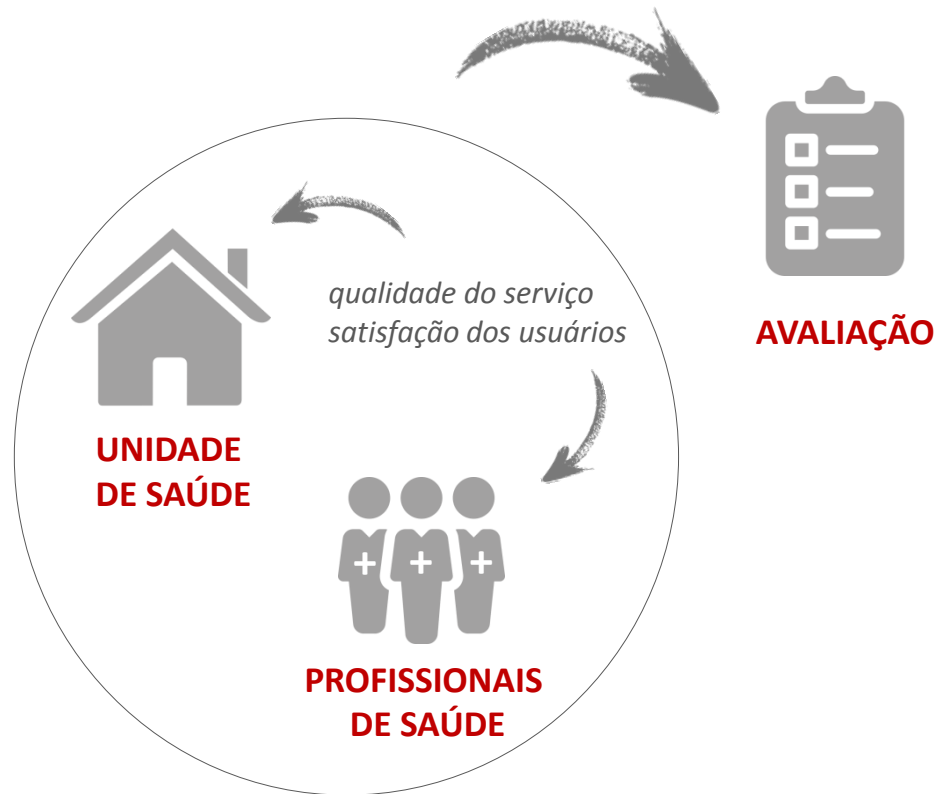 qualidade do serviço
satisfação dos usuários
AVALIAÇÃO
UNIDADE
DE SAÚDE
PROFISSIONAIS
DE SAÚDE